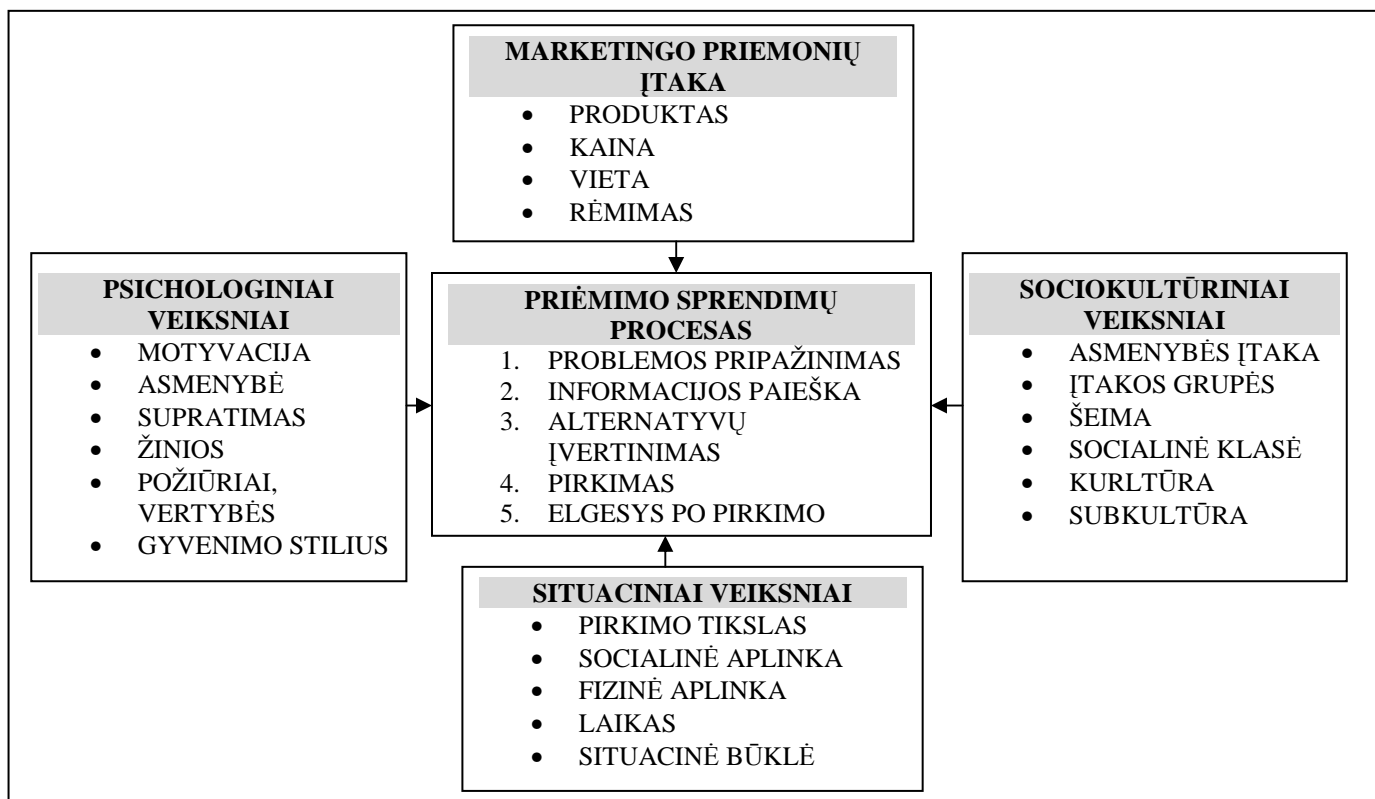 MARKETINGO PRIEMONIŲ
ĮTAKA
• PRODUKTAS
• KAINA
• VIETA
• RĖMIMAS
PSICHOLOGINIAI
VEIKSNIAI
• MOTYVACIJA
• ASMENYBĖ
• SUPRATIMAS
• ŽINIOS
• POŽIŪRIAI,
VERTYBĖS
• GYVENIMO STILIUS
PRIĖMIMO SPRENDIMŲ
PROCESAS
1. PROBLEMOS PRIPAŽINIMAS
2. INFORMACIJOS PAIEŠKA
3. ALTERNATYVŲ
ĮVERTINIMAS
4. PIRKIMAS
5. ELGESYS PO PIRKIMO
SOCIOKULTŪRINIAI
VEIKSNIAI
• ASMENYBĖS ĮTAKA
• ĮTAKOS GRUPĖS
• ŠEIMA
• SOCIALINĖ KLASĖ
• KURLTŪRA
• SUBKULTŪRA
SITUACINIAI VEIKSNIAI
• PIRKIMO TIKSLAS
• SOCIALINĖ APLINKA
• FIZINĖ APLINKA
• LAIKAS
• SITUACINĖ BŪKLĖ